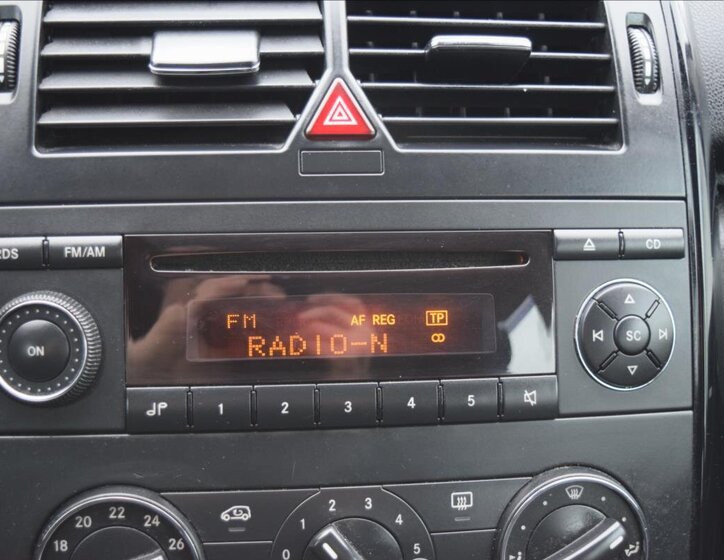 RDS FM/AM CD
FM AF REG TP
RADIO-N
ON SC
1 2 3 4 5
18 20 22 24 26
0 1 2 3 4 5